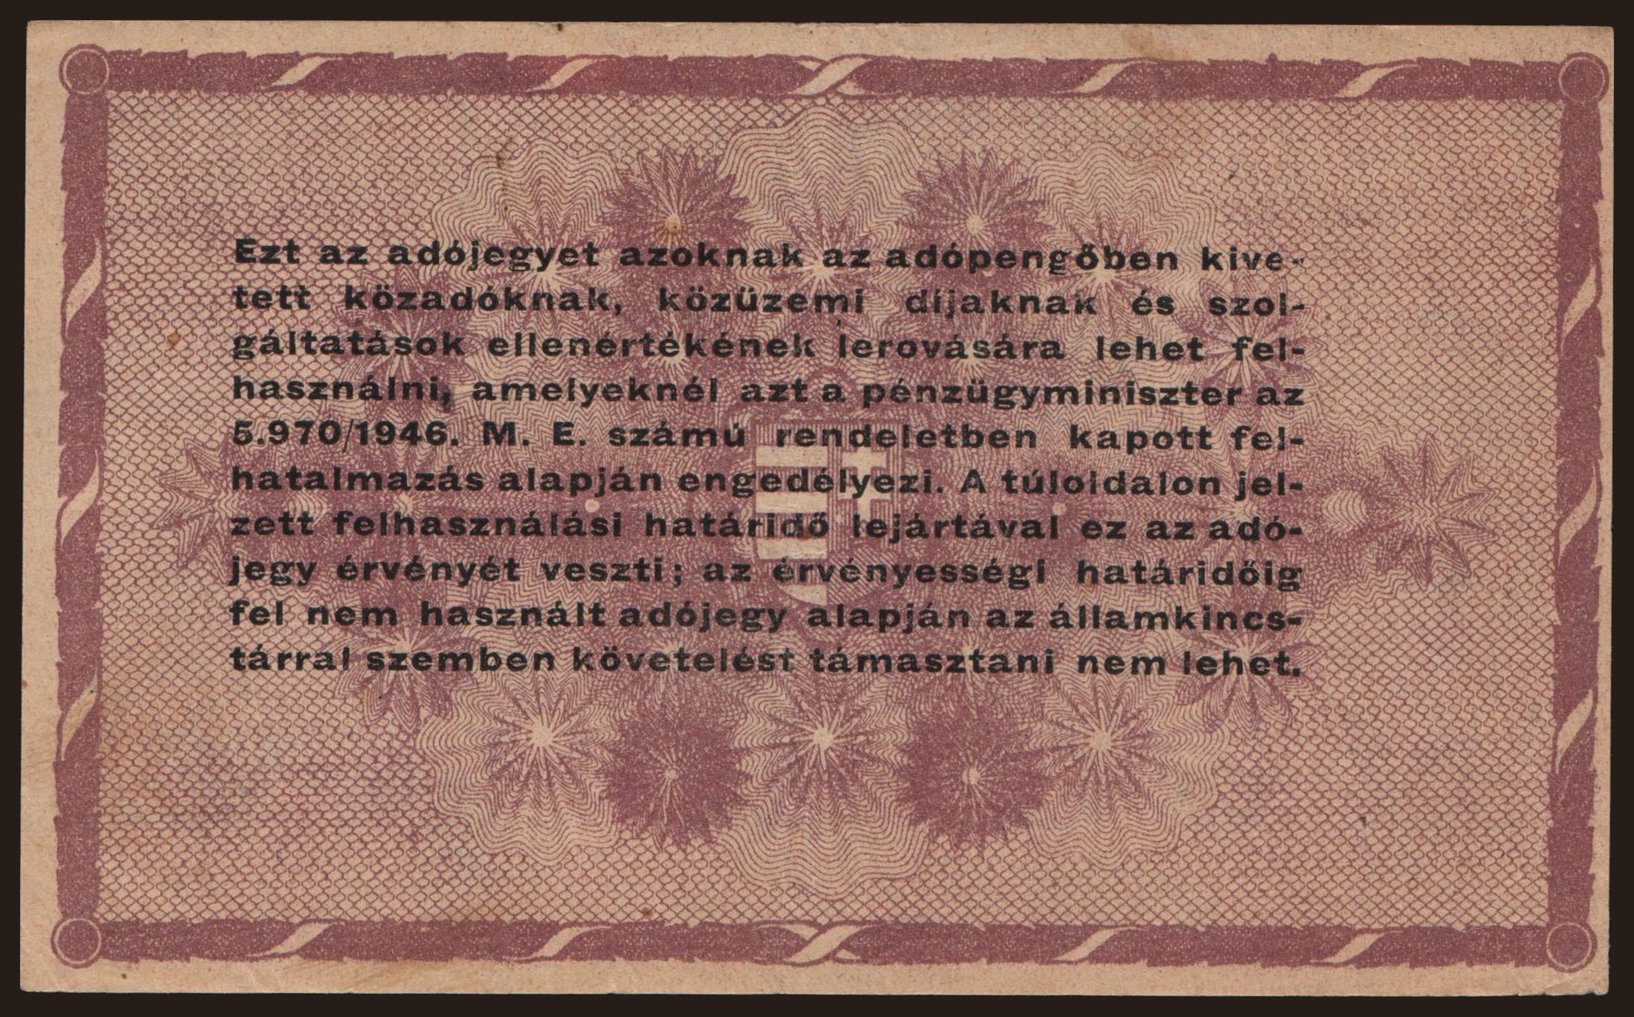 Ezt az adójegyet azoknak az adópengőben kive-
tett közadóknak, közüzemi díjaknak és szol-
gáltatások ellenértékének lerovására lehet fel-
használni, amelyeknél azt a pénzügyminiszter az
5.970/1946. M. E. számú rendeletben kapott fel-
hatalmazás alapján engedélyezi. A túloldalon jel-
zett felhasználási határidő lejártával ez az adó-
jegy érvényét veszti; az érvényességi határidőig
fel nem használt adójegy alapján az államkincs-
tárral szemben követelést támasztani nem lehet.